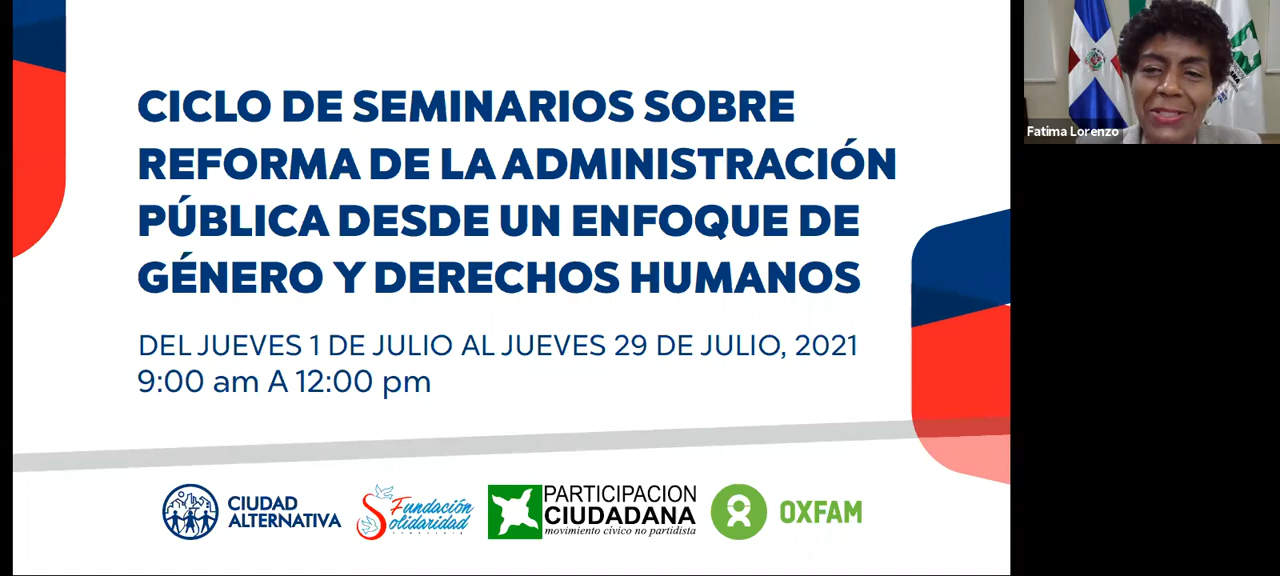 CICLO DE SEMINARIOS SOBRE
REFORMA DE LA ADMINISTRACIÓN
PÚBLICA DESDE UN ENFOQUE DE
GÉNERO Y DERECHOS HUMANOS
DEL JUEVES 1 DE JULIO AL JUEVES 29 DE JULIO, 2021
9:00 am A 12:00 pm
CIUDAD
ALTERNATIVA
Fundación
Solidaridad
PARTICIPACION
CIUDADANA
movimiento cívico no partidista
OXFAM
Fatima Lorenzo